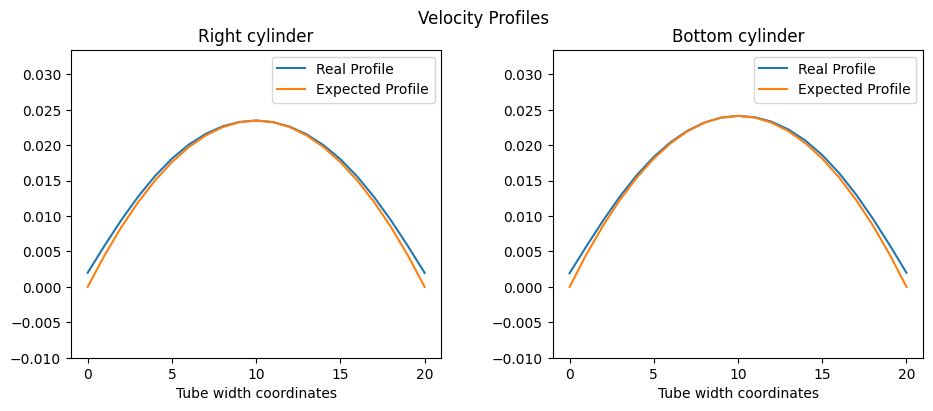 Velocity Profiles
Right cylinder
Real Profile
Expected Profile
0.030
0.025
0.020
0.015
0.010
0.005
0.000
−0.005
−0.010
0 5 10 15 20
Tube width coordinates
Bottom cylinder
Real Profile
Expected Profile
0.030
0.025
0.020
0.015
0.010
0.005
0.000
−0.005
−0.010
0 5 10 15 20
Tube width coordinates